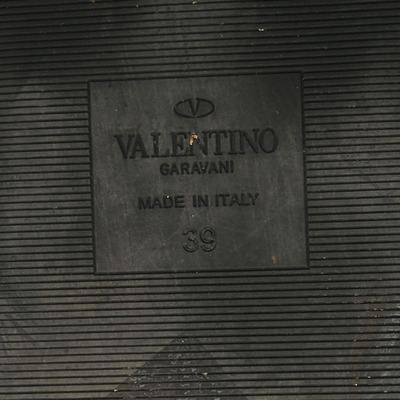 V
VALENTINO
GARAVANI
MADE IN ITALY
39